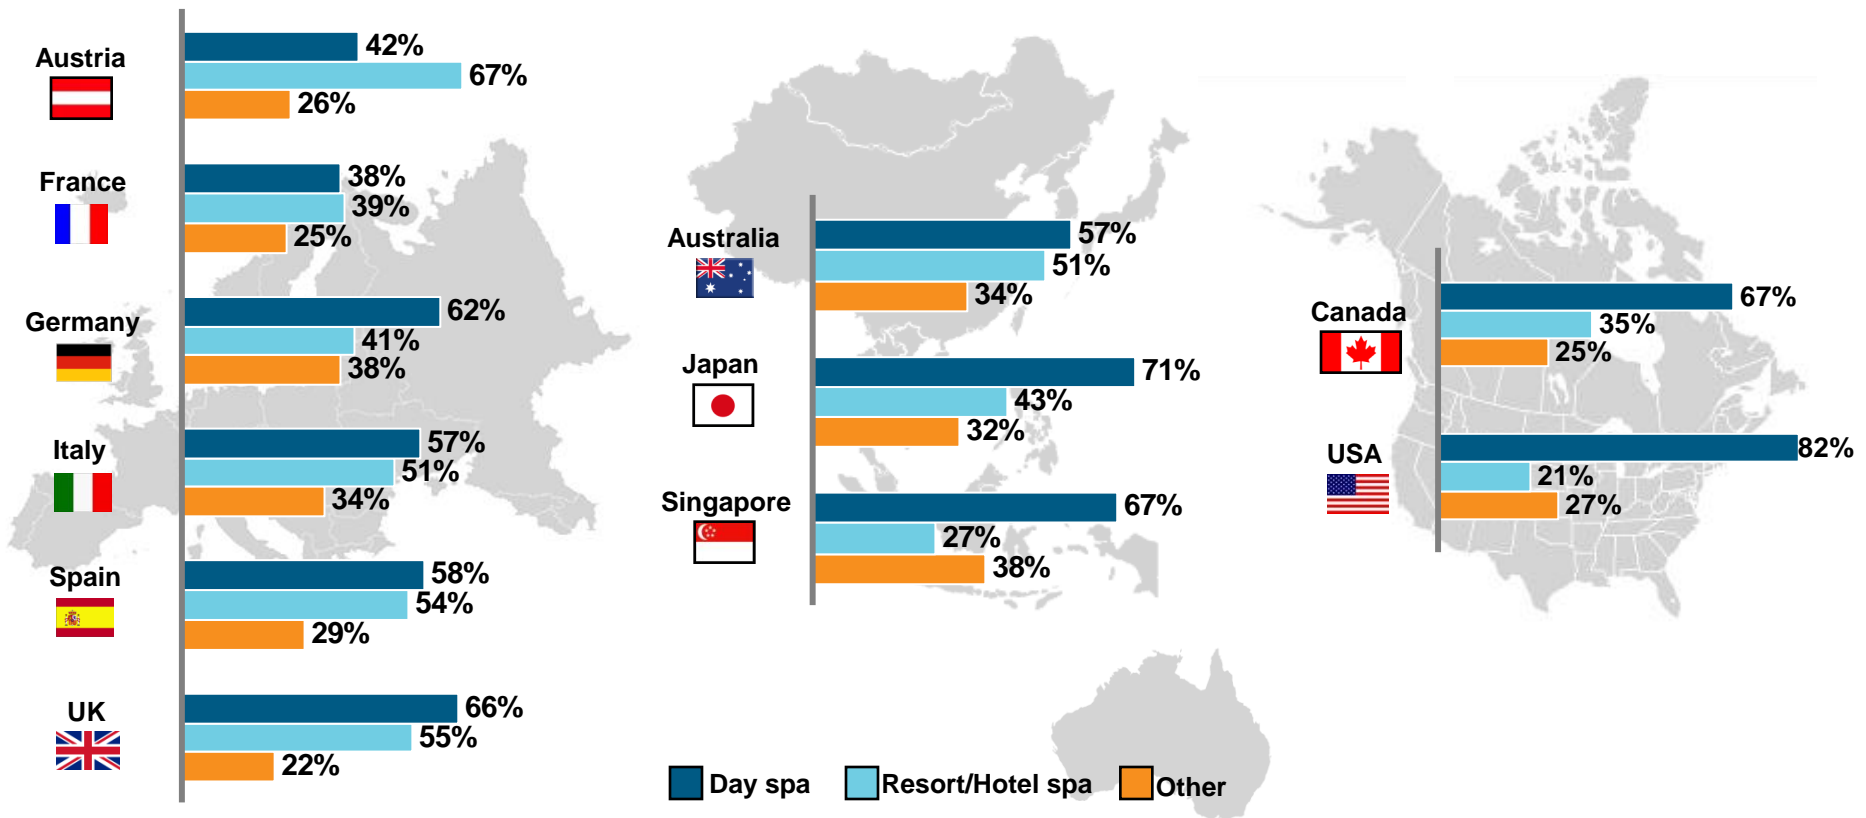 Austria
42%
67%
26%
France
38%
39%
25%
Germany
62%
41%
38%
Italy
57%
51%
34%
Spain
58%
54%
29%
UK
66%
55%
22%
Australia
57%
51%
34%
Japan
71%
43%
32%
Singapore
67%
27%
38%
Canada
67%
35%
25%
USA
82%
21%
27%
Day spa
Resort/Hotel spa
Other